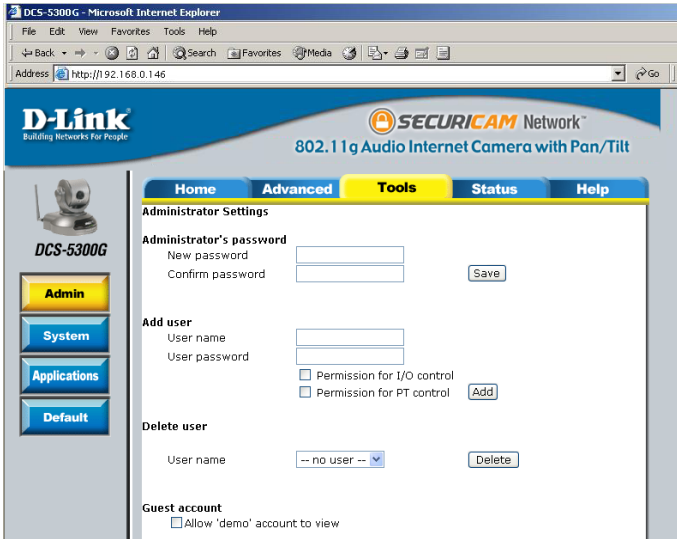 DCS-5300G - Microsoft Internet Explorer
File Edit View Favorites Tools Help
Back Search Favorites Media
Address http://192.168.0.146 Go
D-Link
Building Networks For People
SECURICAM Network™
802.11g Audio Internet Camera with Pan/Tilt
Home Advanced Tools Status Help
DCS-5300G
Admin
System
Applications
Default
Administrator Settings
Administrator's password
New password
Confirm password Save
Add user
User name
User password
Permission for I/O control
Permission for PT control Add
Delete user
User name -- no user -- Delete
Guest account
Allow 'demo' account to view